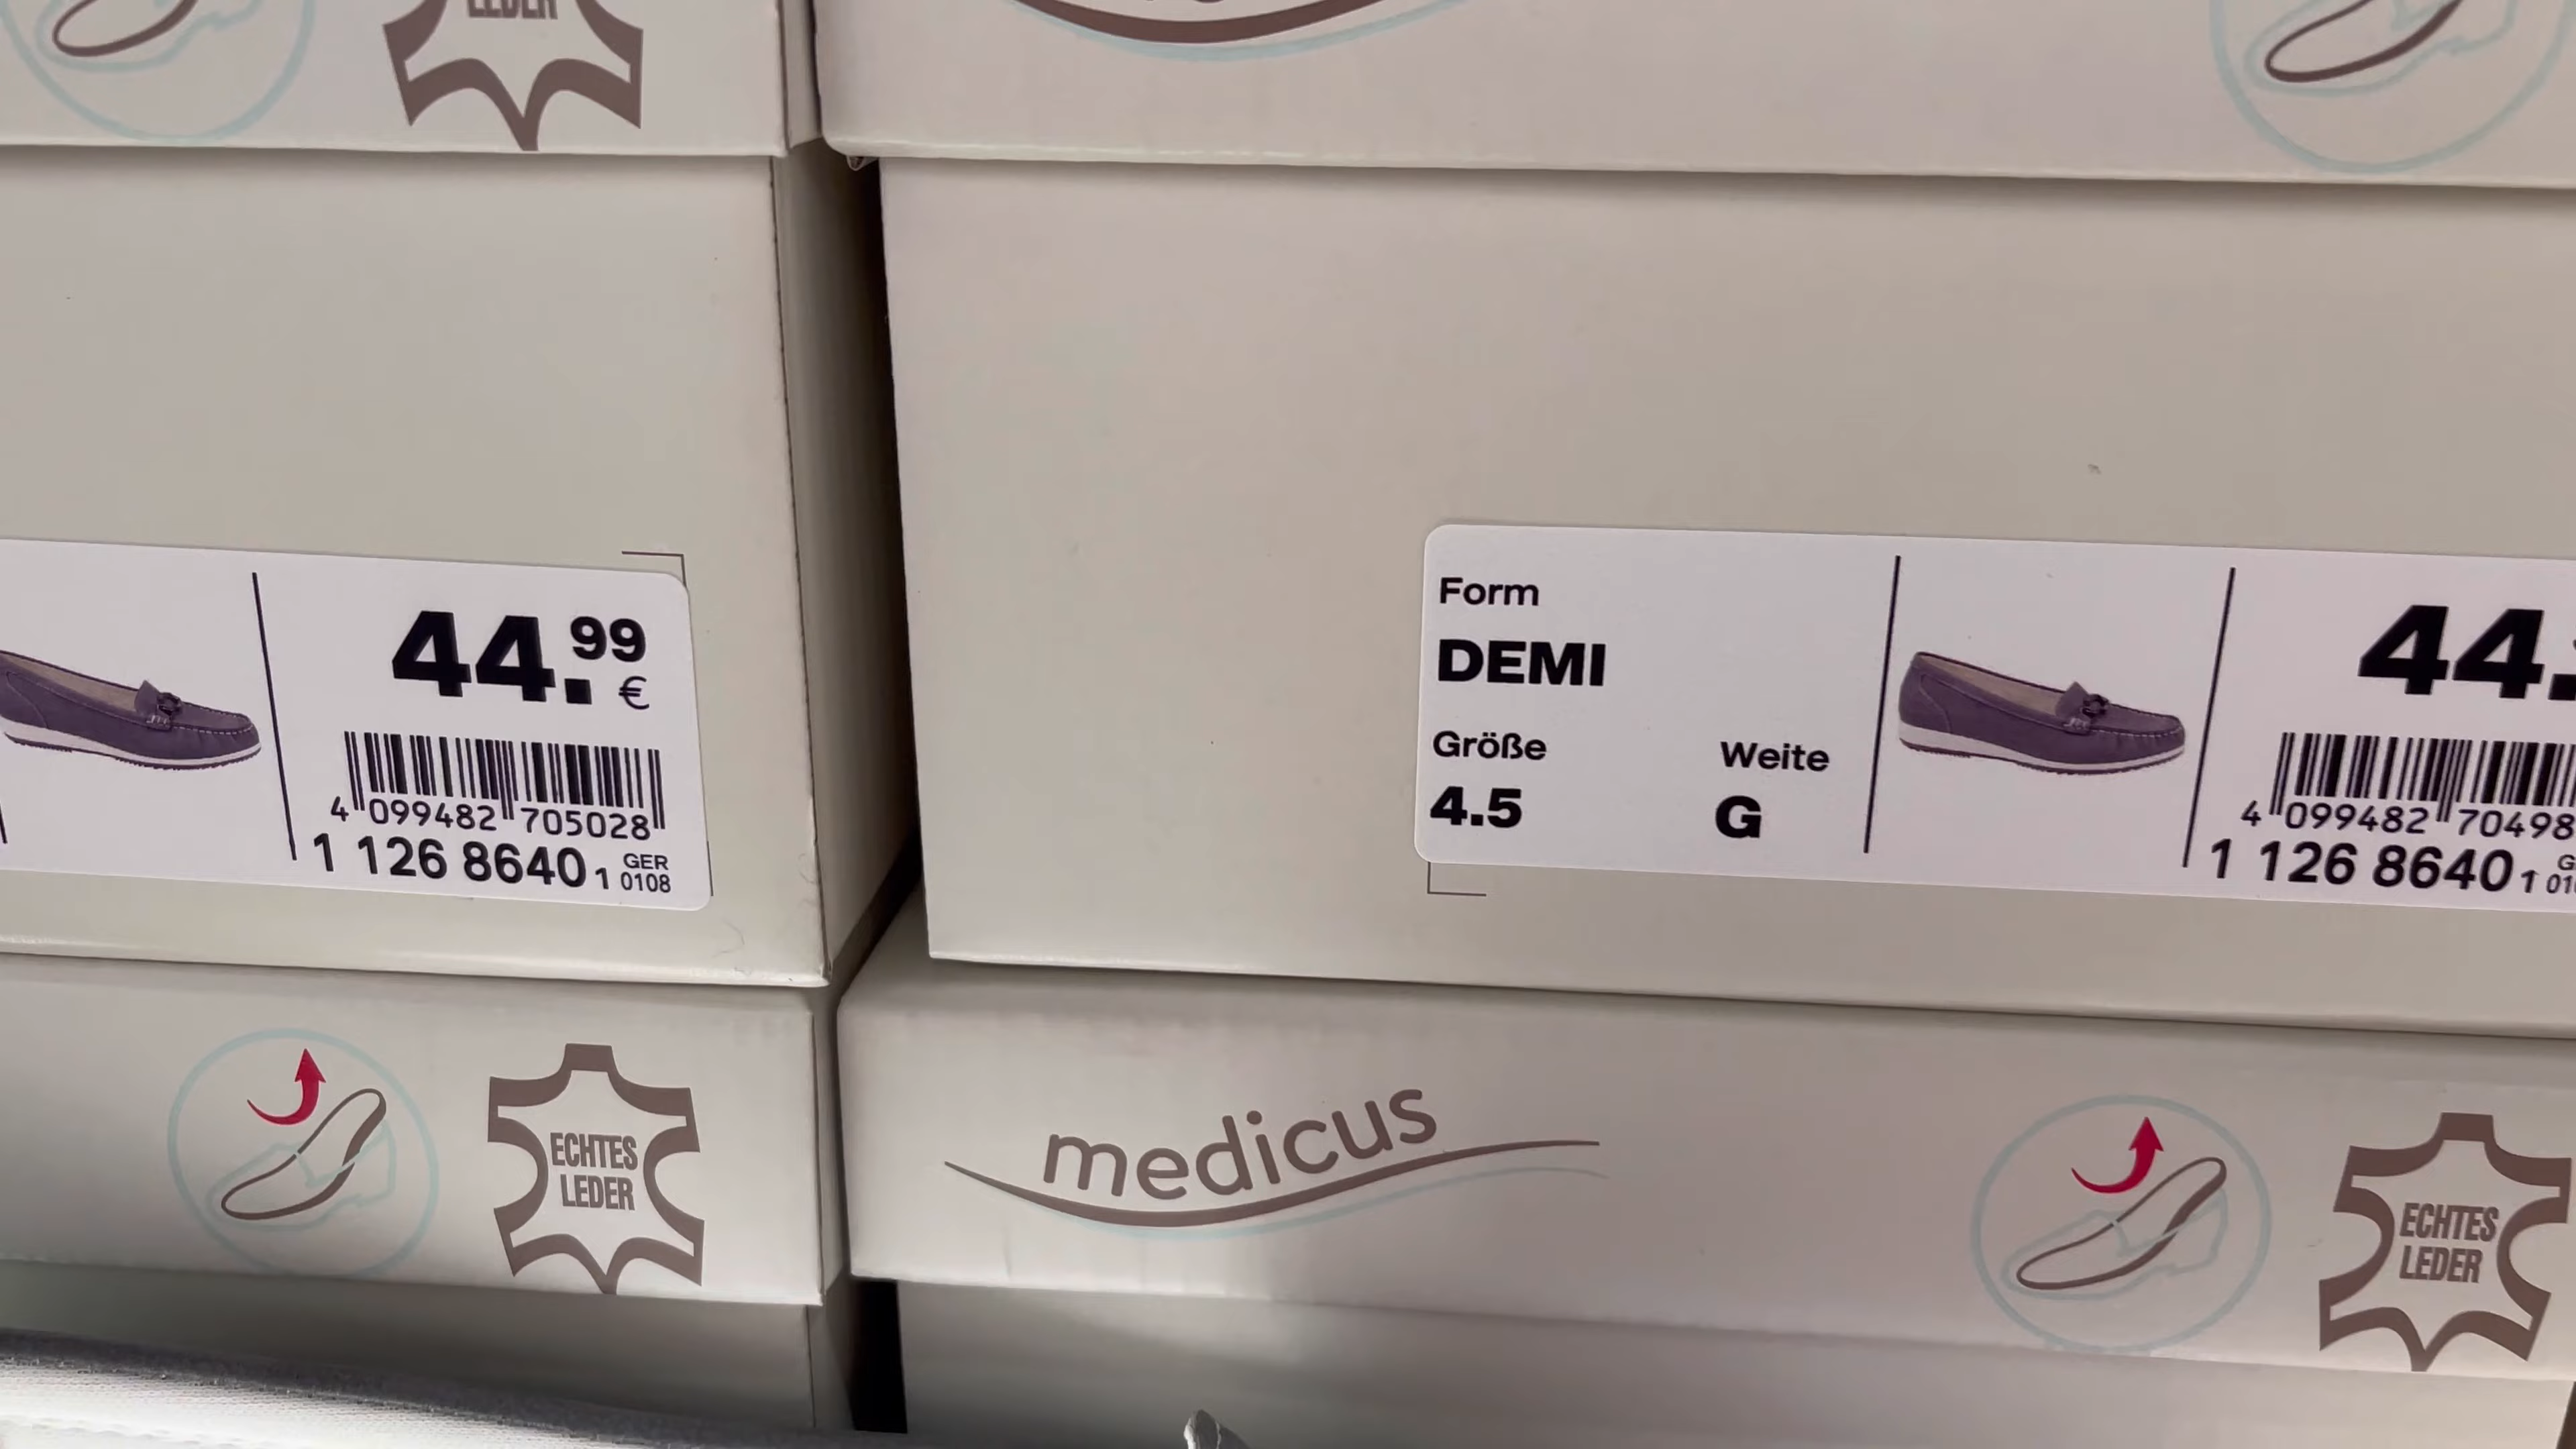 LEDER
44.99
€
4 099482 705028
1 126 8640 1 GER
0108
Form
DEMI
Größe
Weite
4.5
G
44.
4 099482 70498
1 126 8640 1
ECHTES
LEDER
medicus
ECHTES
LEDER